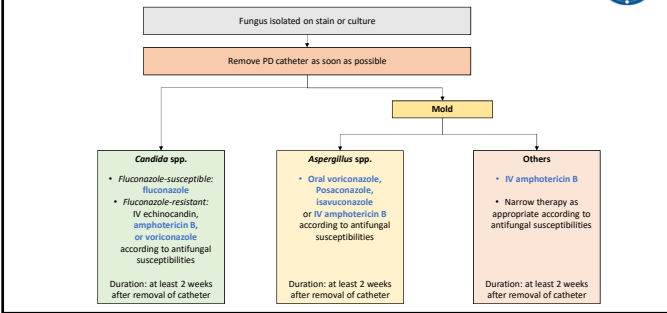 Fungus isolated on stain or culture
Remove PD catheter as soon as possible
Mold
Candida spp.
• Fluconazole-susceptible:
fluconazole
• Fluconazole-resistant:
IV echinocandin,
amphotericin B,
or voriconazole
according to antifungal
susceptibilities
Duration: at least 2 weeks
after removal of catheter
Aspergillus spp.
• Oral voriconazole,
Posaconazole,
isavuconazole
or IV amphotericin B
according to antifungal
susceptibilities
Duration: at least 2 weeks
after removal of catheter
Others
• IV amphotericin B
• Narrow therapy as
appropriate according to
antifungal susceptibilities
Duration: at least 2 weeks
after removal of catheter